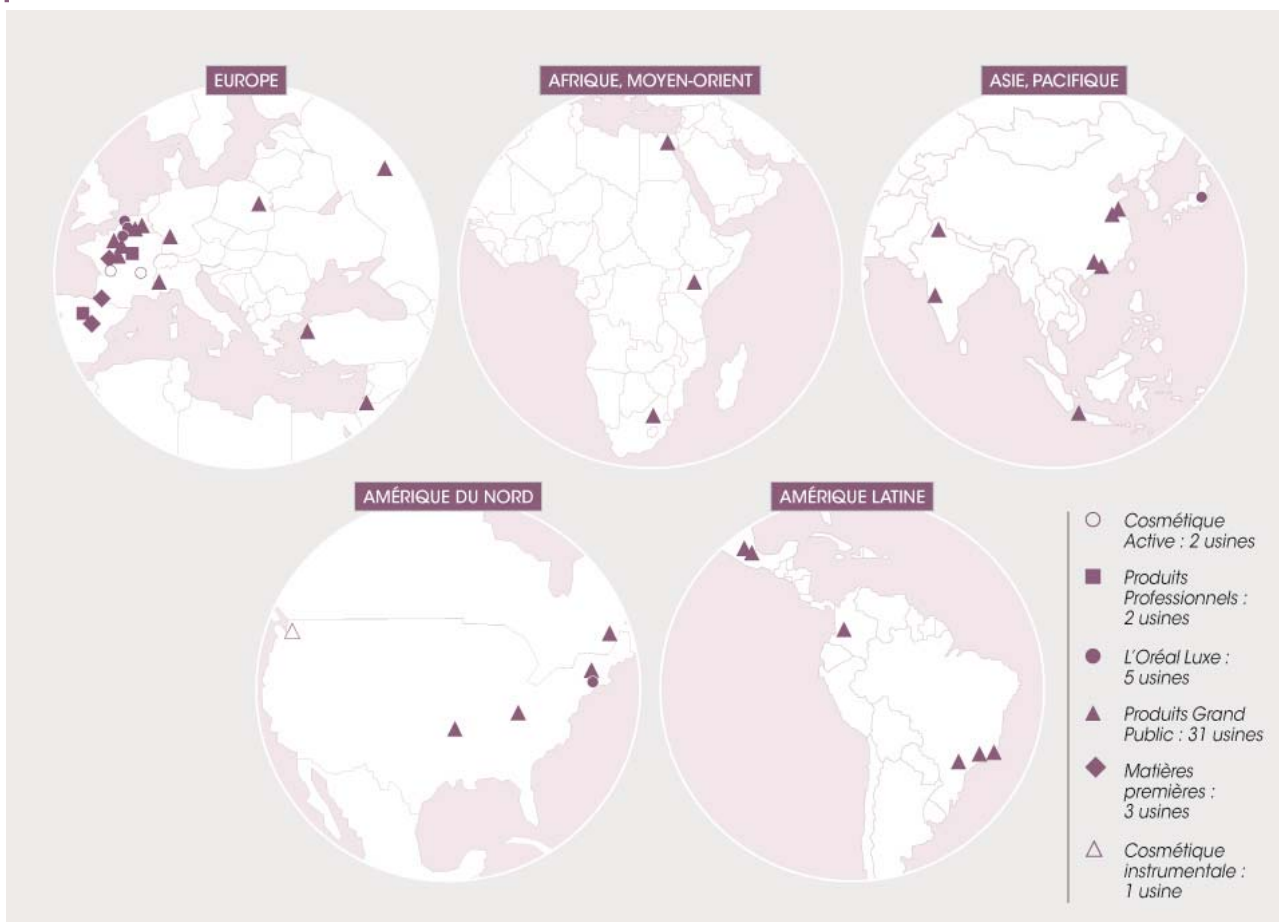 EUROPE
AFRIQUE, MOYEN-ORIENT
ASIE, PACIFIQUE
AMÉRIQUE DU NORD
AMÉRIQUE LATINE
Cosmétique
Active : 2 usines
Produits
Professionnels :
2 usines
L'Oréal Luxe :
5 usines
Produits Grand
Public : 31 usines
Matières
premières :
3 usines
Cosmétique
instrumentale :
1 usine